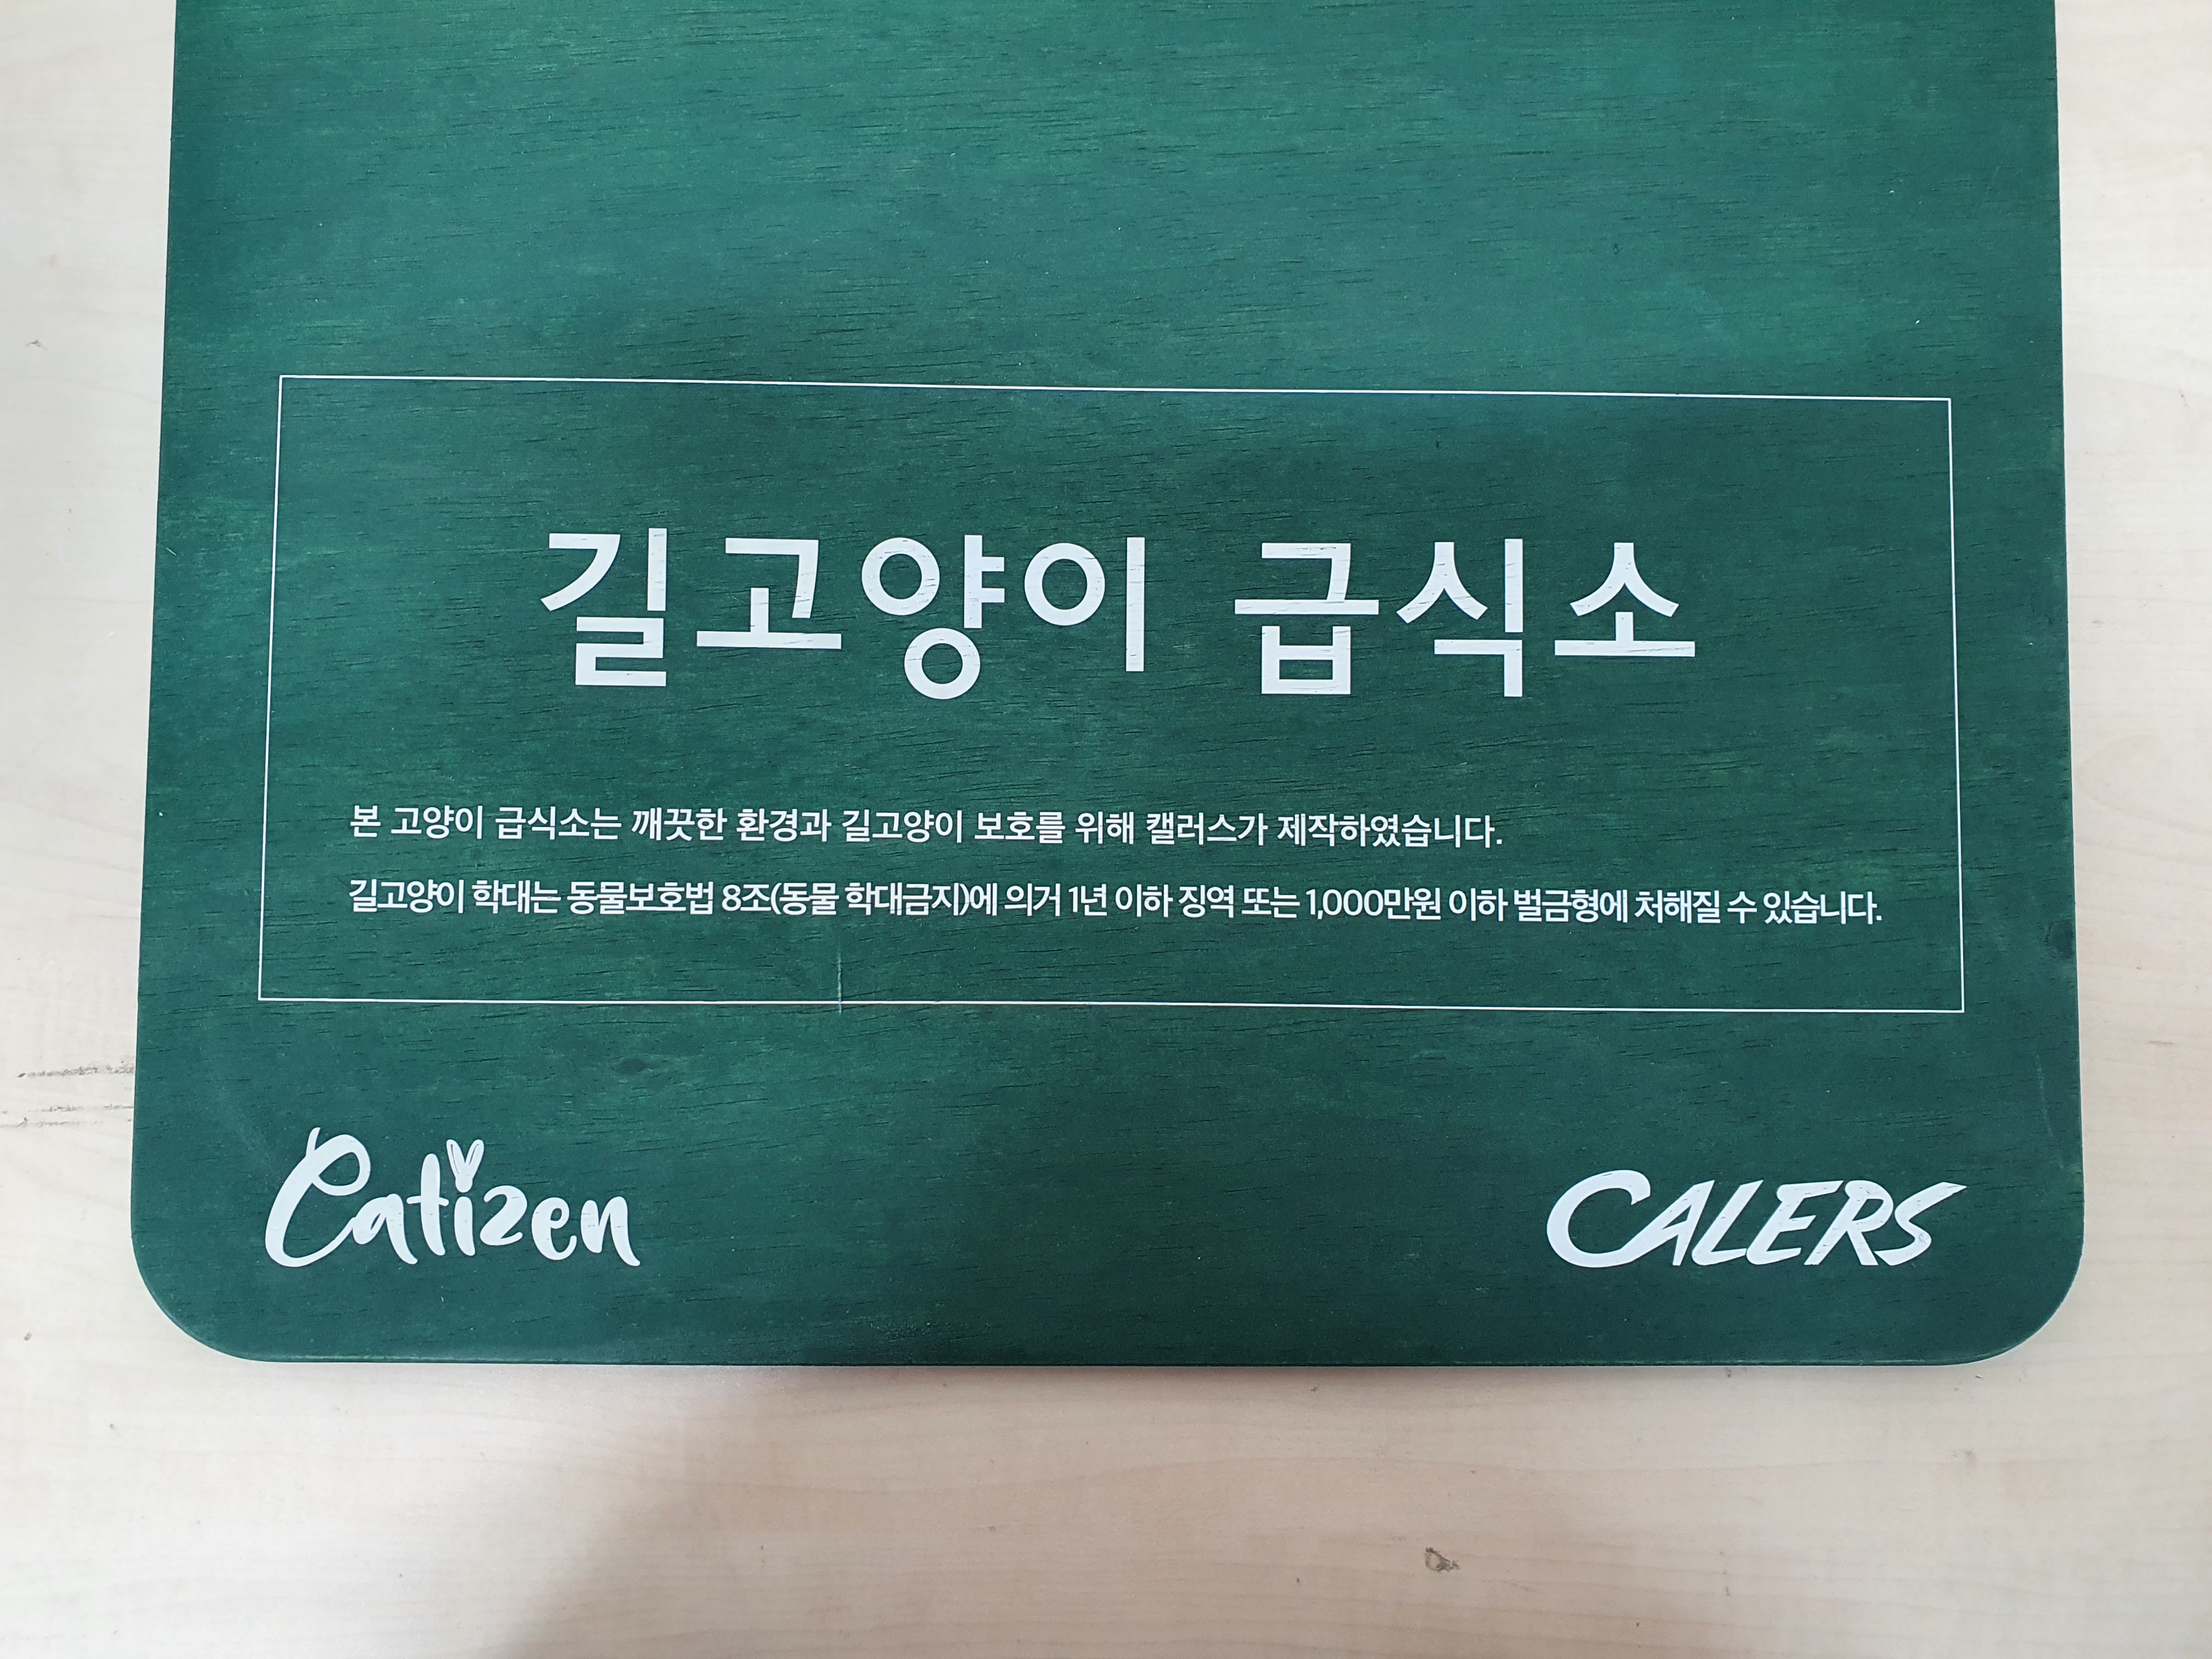 길고양이 급식소
본 고양이 급식소는 깨끗한 환경과 길고양이 보호를 위해 캘러스가 제작하였습니다.
길고양이 학대는 동물보호법 8조(동물 학대금지)에 의거 1년 이하 징역 또는 1,000만원 이하 벌금형에 처해질 수 있습니다.
Catizen
CALERS